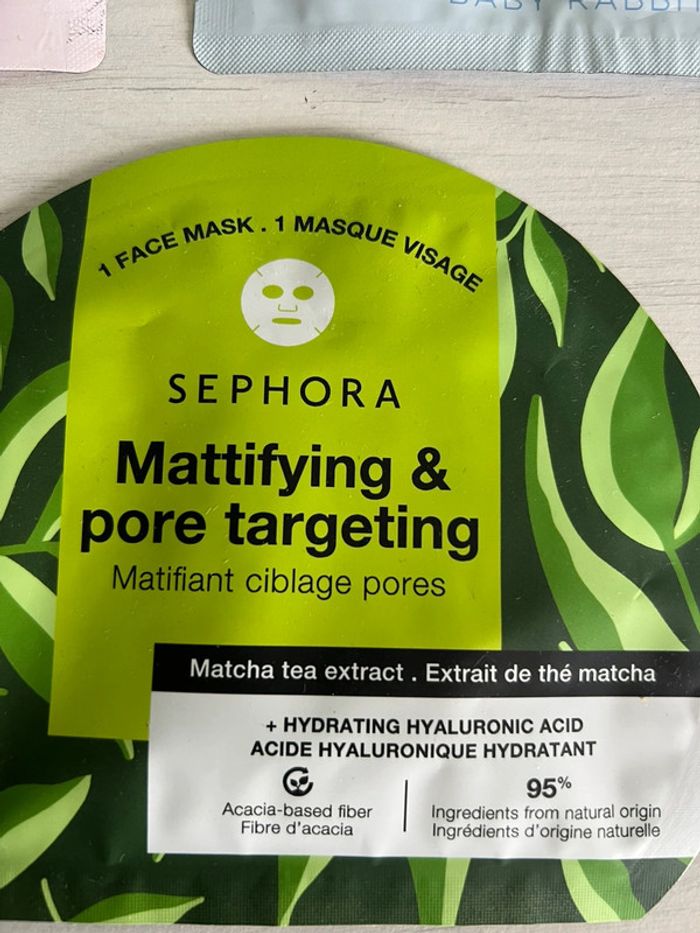 BABY RABBIT
1 FACE MASK . 1 MASQUE VISAGE
SEPHORA
Mattifying &
pore targeting
Matifiant ciblage pores
Matcha tea extract . Extrait de thé matcha
+ HYDRATING HYALURONIC ACID
ACIDE HYALURONIQUE HYDRATANT
Acacia-based fiber
Fibre d'acacia
95%
Ingredients from natural origin
Ingrédients d'origine naturelle